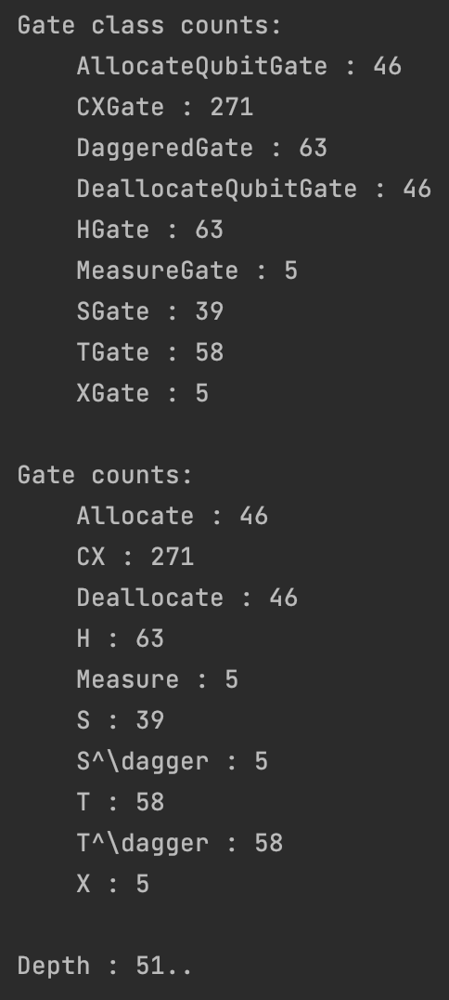 Gate class counts:
AllocateQubitGate : 46
CXGate : 271
DaggeredGate : 63
DeallocateQubitGate : 46
HGate : 63
MeasureGate : 5
SGate : 39
TGate : 58
XGate : 5
Gate counts:
Allocate : 46
CX : 271
Deallocate : 46
H : 63
Measure : 5
S : 39
S^\dagger : 5
T : 58
T^\dagger : 58
X : 5
Depth : 51..